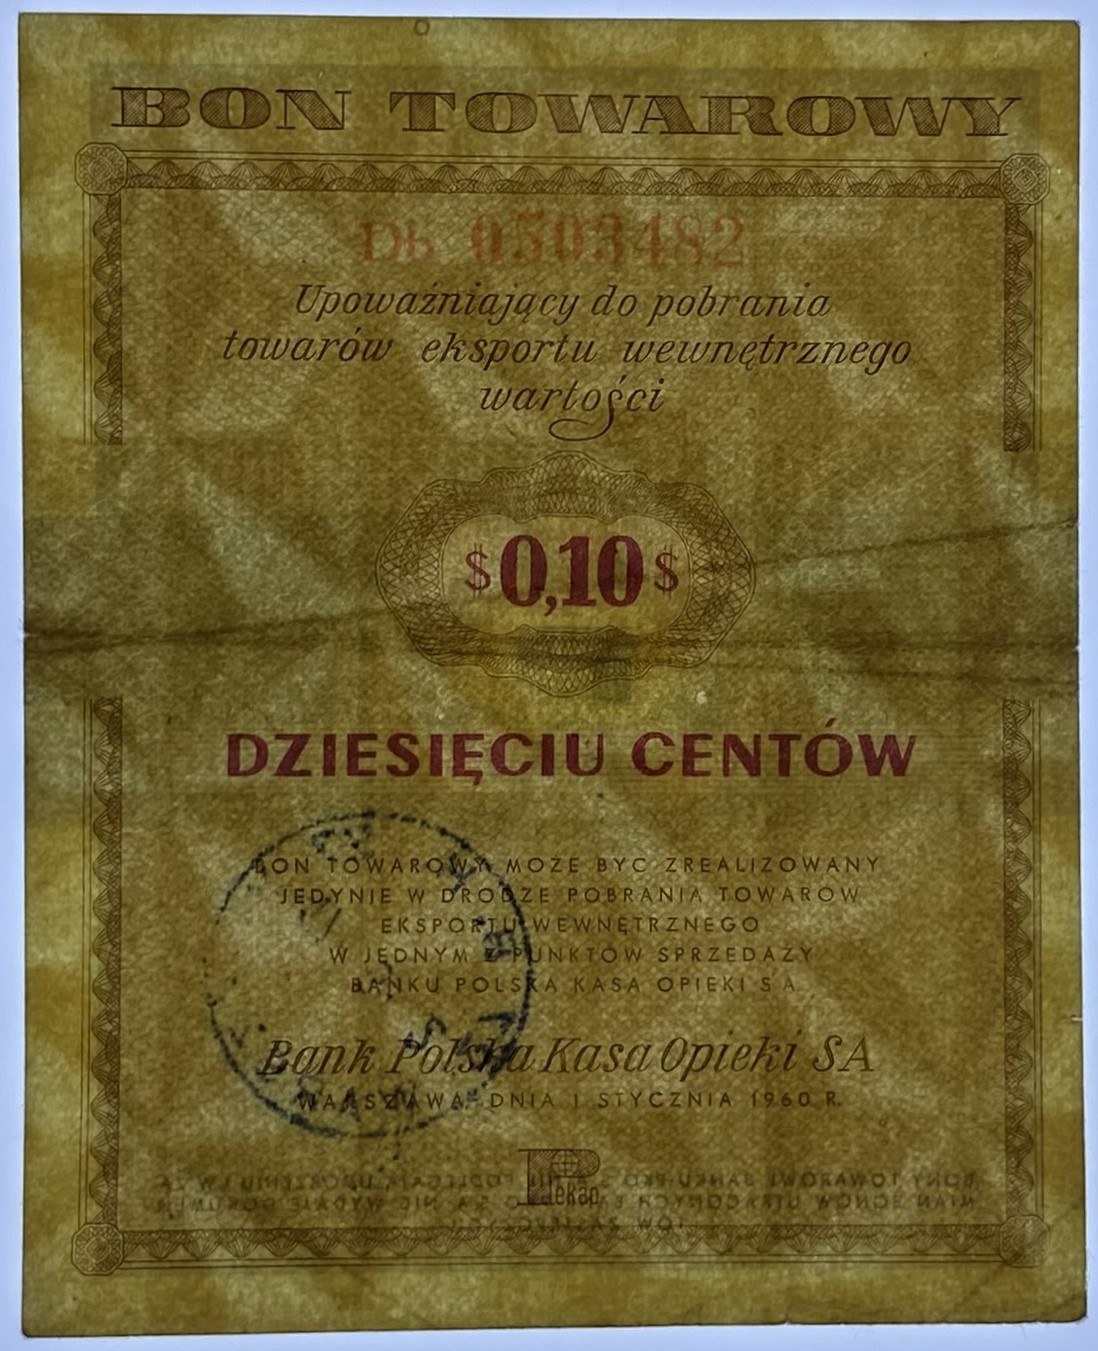 BON TOWAROWY
Db 0503482
Upoważniający do pobrania
towarów eksportu wewnętrznego
wartości
$0,10$
DZIESIĘCIU CENTÓW
BON TOWAROWY MOŻE BYĆ ZREALIZOWANY
JEDYNIE W DRODZE POBRANIA TOWARÓW
EKSPORTU WEWNĘTRZNEGO
W JEDNYM Z PUNKTÓW SPRZEDAŻY
BANKU POLSKA KASA OPIEKI S A
Bank Polska Kasa Opieki SA
WARSZAWA, DNIA 1 STYCZNIA 1960 R.
Pekao